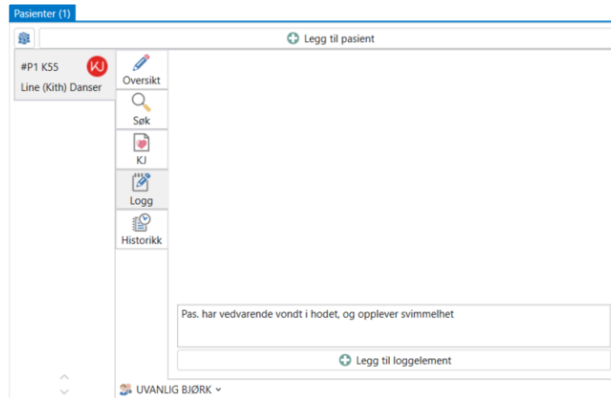 Pasienter (1)
Legg til pasient
#P1 K55
KJ
Line (Kith) Danser
Oversikt
Søk
KJ
Logg
Historikk
Pas. har vedvarende vondt i hodet, og opplever svimmelhet
Legg til loggelement
UVANLIG BJØRK